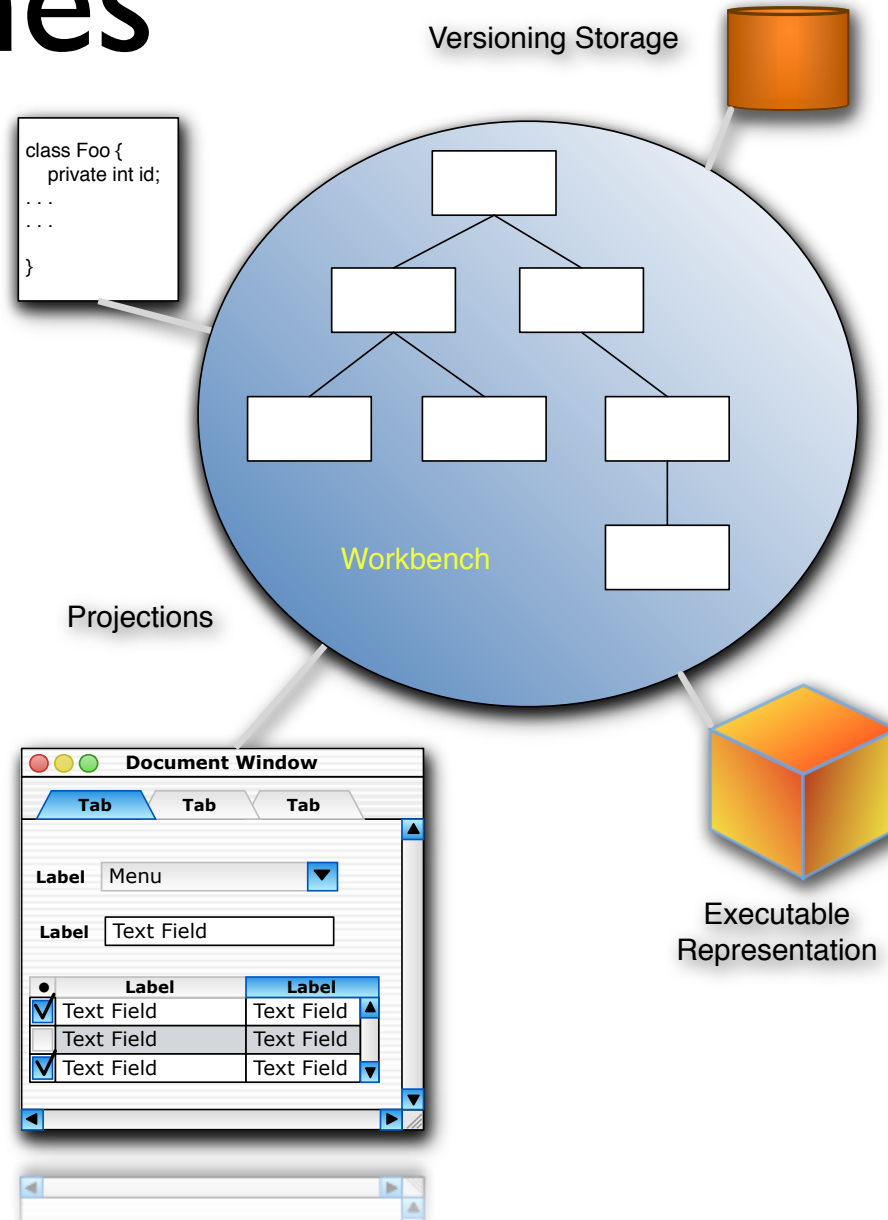 Versioning Storage
class Foo {
private int id;
. . .
. . .
}
Workbench
Projections
Document Window
Tab Tab Tab
Label Menu
Label Text Field
Label Label
Text Field Text Field
Text Field Text Field
Text Field Text Field
Executable
Representation